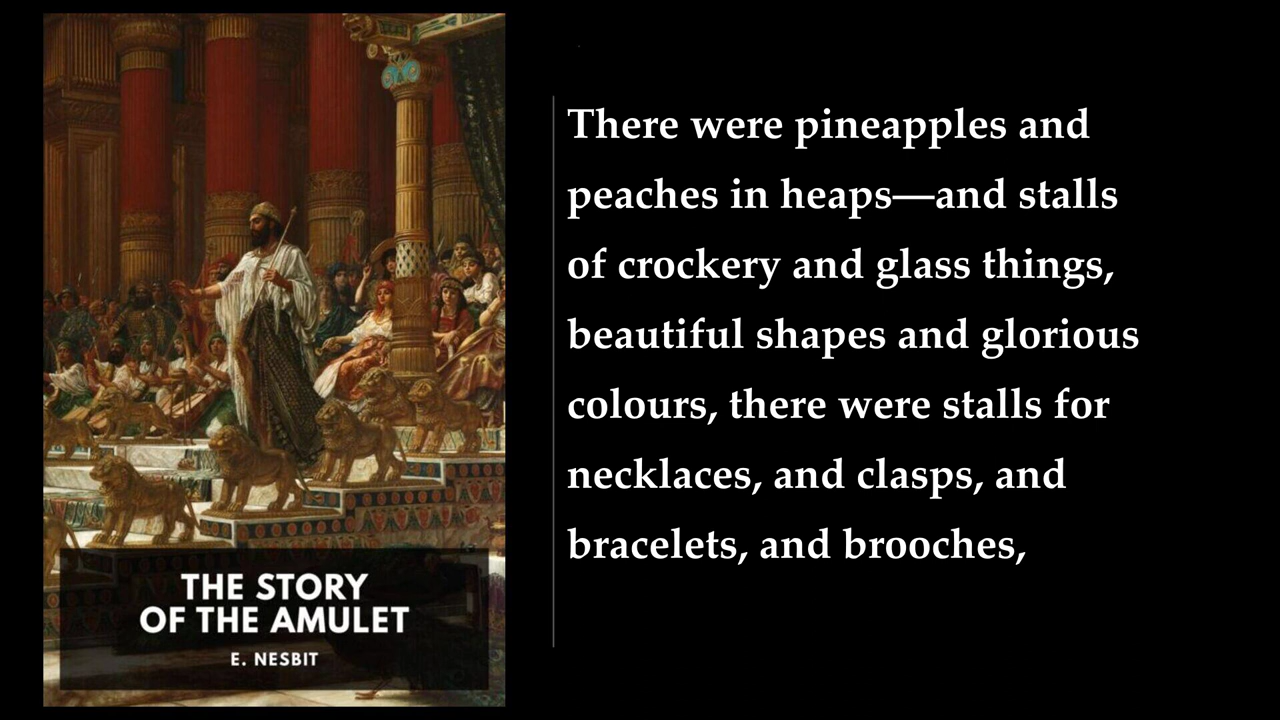 THE STORY
OF THE AMULET
E. NESBIT
There were pineapples and
peaches in heaps—and stalls
of crockery and glass things,
beautiful shapes and glorious
colours, there were stalls for
necklaces, and clasps, and
bracelets, and brooches,